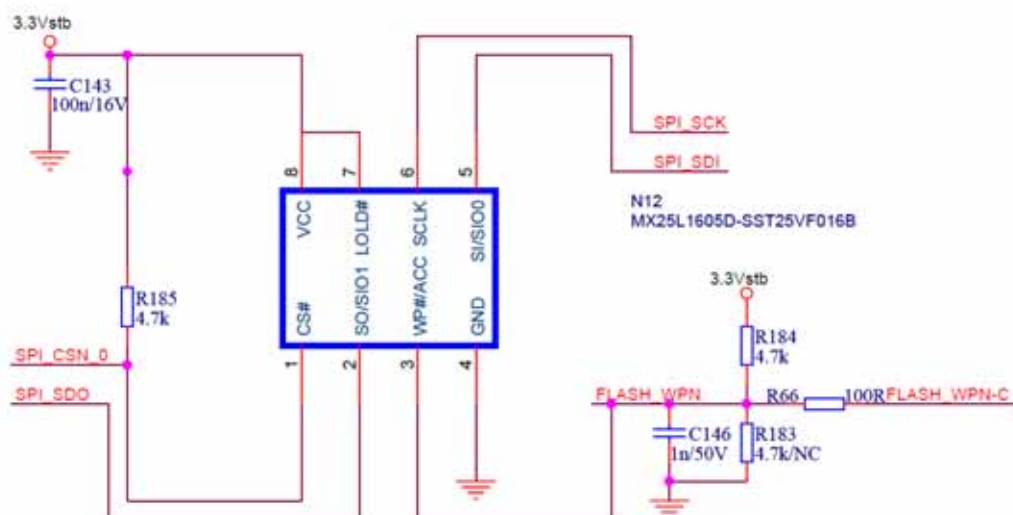 3.3Vstb
C143
100n/16V
SPI_SCK
SPI_SDI
8
7
6
5
VCC
LOLD#
SCLK
SI/SIO0
N12
MX25L1605D-SST25VF016B
CS#
SO/SIO1
WP#/ACC
GND
1
2
3
4
R185
4.7k
SPI_CSN_0
SPI_SDO
3.3Vstb
R184
4.7k
FLASH_WPN
R66
100R
FLASH_WPN-C
C146
1n/50V
R183
4.7k/NC